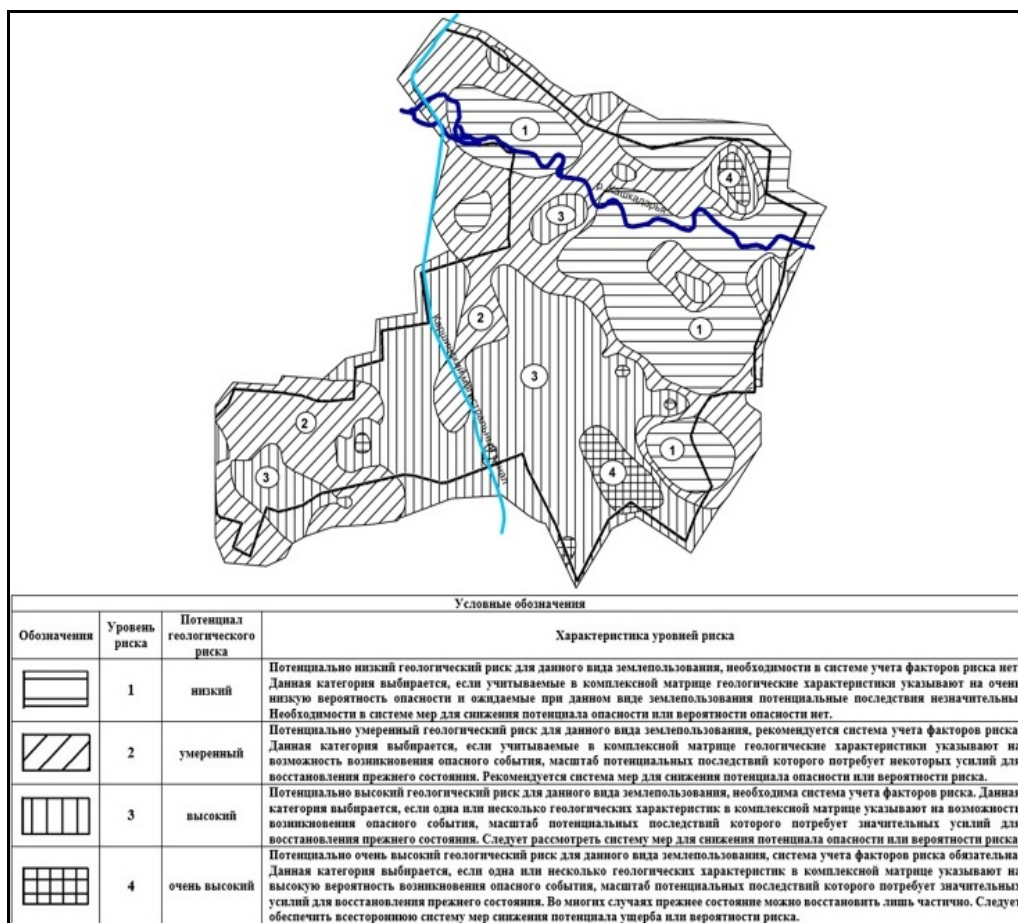 1
4
р. Кашкадарья
3
1
2
Каршинский магистральный канал
3
2
1
4
3
Условные обозначения
Обозначения
Уровень
риска
Потенциал
геологического
риска
Характеристика уровней риска
1
низкий
Потенциально низкий геологический риск для данного вида землепользования, необходимости в системе учета факторов риска нет
Данная категория выбирается, если учитываемые в комплексной матрице геологические характеристики указывают на очень
низкую вероятность опасности и ожидаемые при данном виде землепользования потенциальные последствия незначительны
Необходимости в системе мер для снижения потенциала опасности или вероятности опасности нет.
2
умеренный
Потенциально умеренный геологический риск для данного вида землепользования, рекомендуется система учета факторов риска
Данная категория выбирается, если учитываемые в комплексной матрице геологические характеристики указывают на
возможность возникновения опасного события, масштаб потенциальных последствий которого потребует некоторых усилий для
восстановления прежнего состояния. Рекомендуется система мер для снижения потенциала опасности или вероятности риска.
3
высокий
Потенциально высокий геологический риск для данного вида землепользования, необходима система учета факторов риска. Данная
категория выбирается, если одна или несколько геологических характеристик в комплексной матрице указывают на возможность
возникновения опасного события, масштаб потенциальных последствий которого потребует значительных усилий для
восстановления прежнего состояния. Следует рассмотреть систему мер для снижения потенциала опасности или вероятности риска
4
очень высокий
Потенциально очень высокий геологический риск для данного вида землепользования, система учета факторов риска обязательна
Данная категория выбирается, если одна или несколько геологических характеристик в комплексной матрице указывают на
высокую вероятность возникновения опасного события, масштаб потенциальных последствий которого потребует значительных
усилий для восстановления прежнего состояния. Во многих случаях прежнее состояние можно восстановить лишь частично. Следует
обеспечить всестороннюю систему мер снижения потенциала ущерба или вероятности риска.